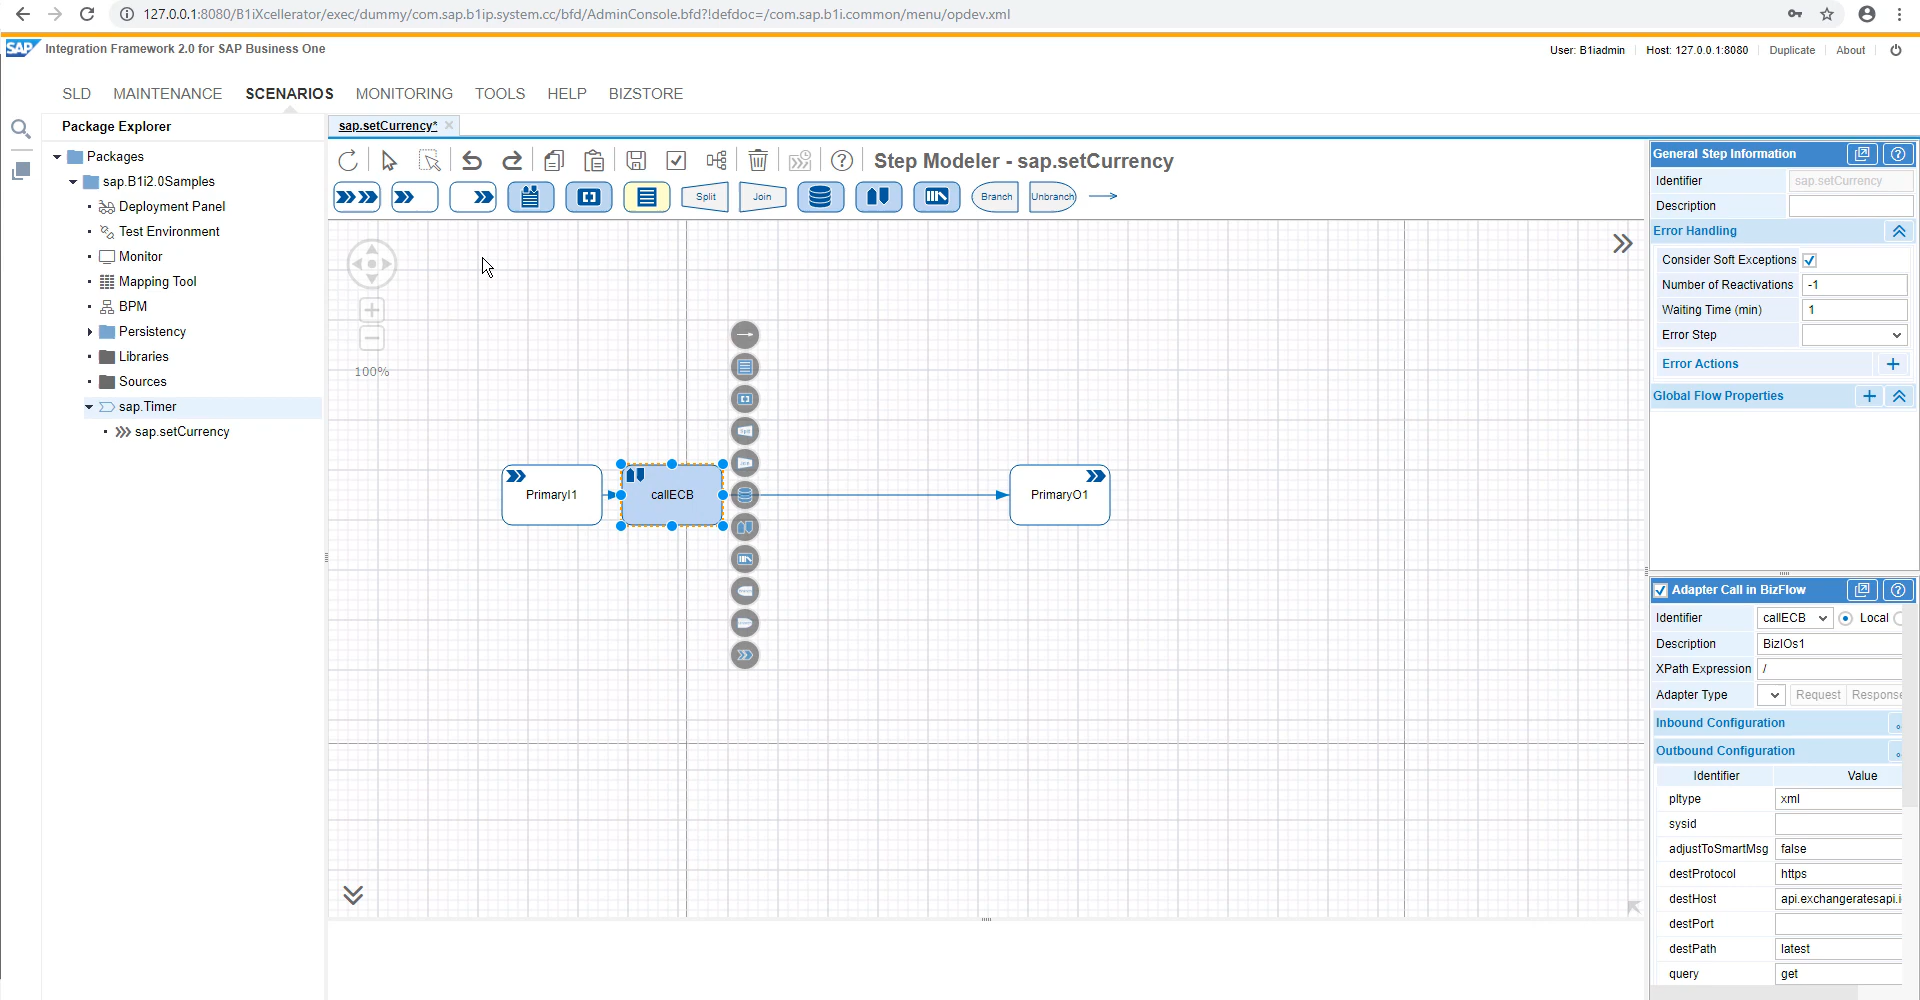 127.0.0.1:8080/B1iXcellerator/exec/dummy/com.sap.b1ip.system.cc/bfd/AdminConsole.bfd?!defdoc=/com.sap.b1i.common/menu/opdev.xml
SAP Integration Framework 2.0 for SAP Business One
User: B1iadmin Host: 127.0.0.1:8080 Duplicate About
SLD MAINTENANCE SCENARIOS MONITORING TOOLS HELP BIZSTORE
Package Explorer
Packages
sap.B1i2.0Samples
Deployment Panel
Test Environment
Monitor
Mapping Tool
BPM
Persistency
Libraries
Sources
sap.Timer
sap.setCurrency
sap.setCurrency*
Step Modeler - sap.setCurrency
Split Join Branch Unbranch
100%
PrimaryI1
callECB
PrimaryO1
General Step Information
Identifier sap.setCurrency
Description
Error Handling
Consider Soft Exceptions
Number of Reactivations -1
Waiting Time (min) 1
Error Step
Error Actions
Global Flow Properties
Adapter Call in BizFlow
Identifier callECB Local
Description BizIOs1
XPath Expression /
Adapter Type Request Response
Inbound Configuration
Outbound Configuration
Identifier Value
pltype xml
sysid
adjustToSmartMsg false
destProtocol https
destHost api.exchangeratesapi.i
destPort
destPath latest
query get